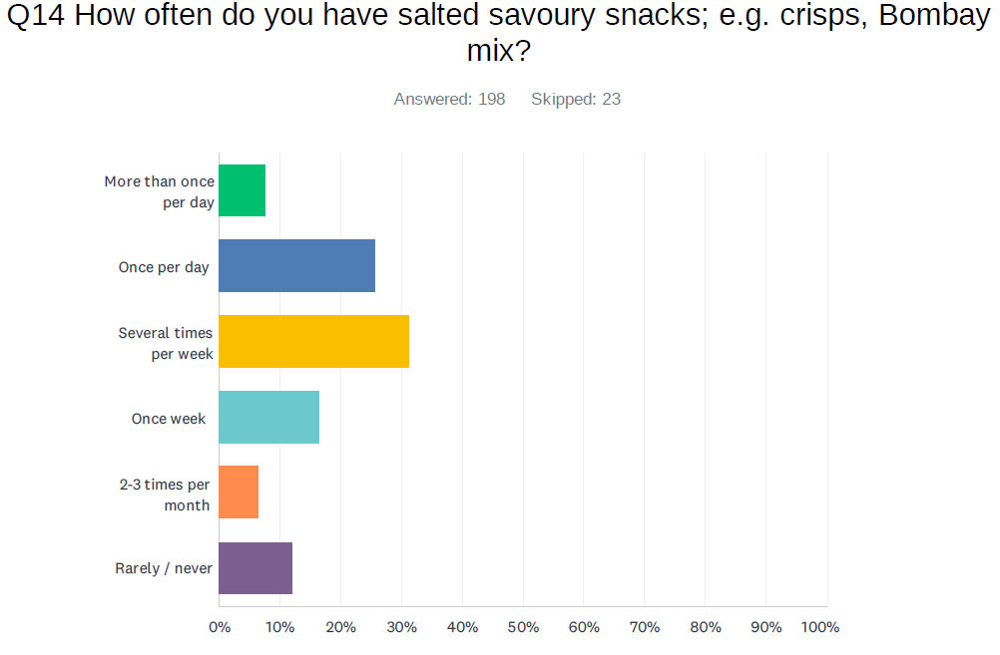 Q14 How often do you have salted savoury snacks; e.g. crisps, Bombay
mix?
Answered: 198 Skipped: 23
More than once
per day
Once per day
Several times
per week
Once week
2-3 times per
month
Rarely / never
0% 10% 20% 30% 40% 50% 60% 70% 80% 90% 100%